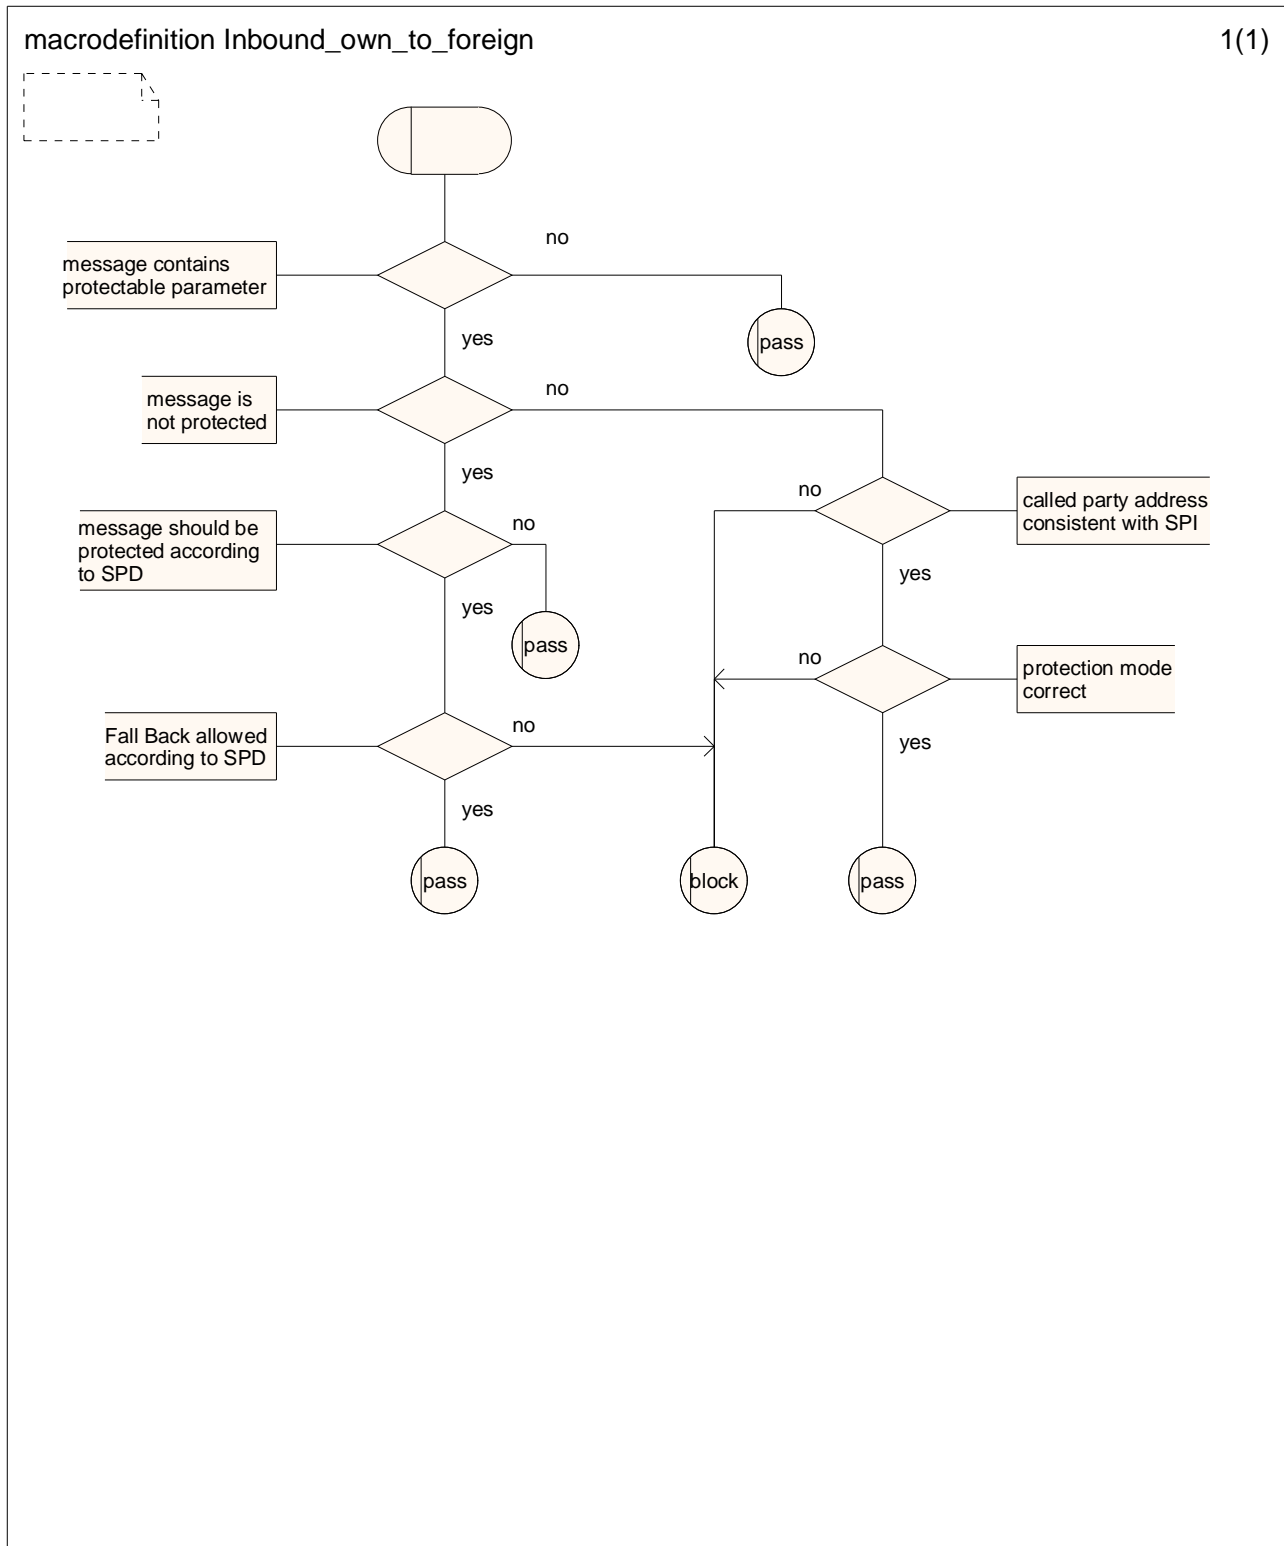 macrodefinition Inbound_own_to_foreign
1(1)
no
message contains
protectable parameter
yes
pass
no
message is
not protected
yes
no
called party address
consistent with SPI
message should be
protected according
to SPD
no
yes
yes
pass
no
protection mode
correct
Fall Back allowed
according to SPD
no
yes
yes
pass
block
pass